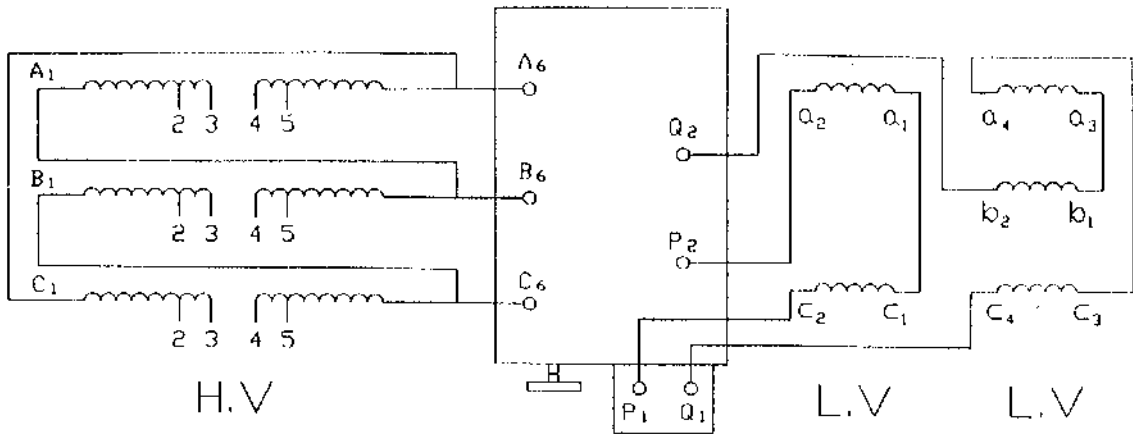 A₁ A₆
2 3 4 5
a₂ a₁ a₄ a₃
Q₂
B₁ B₆
2 3 4 5
b₂ b₁
P₂
C₁ C₆
2 3 4 5
C₂ C₁ C₄ C₃
P₁ Q₁
H.V L.V L.V